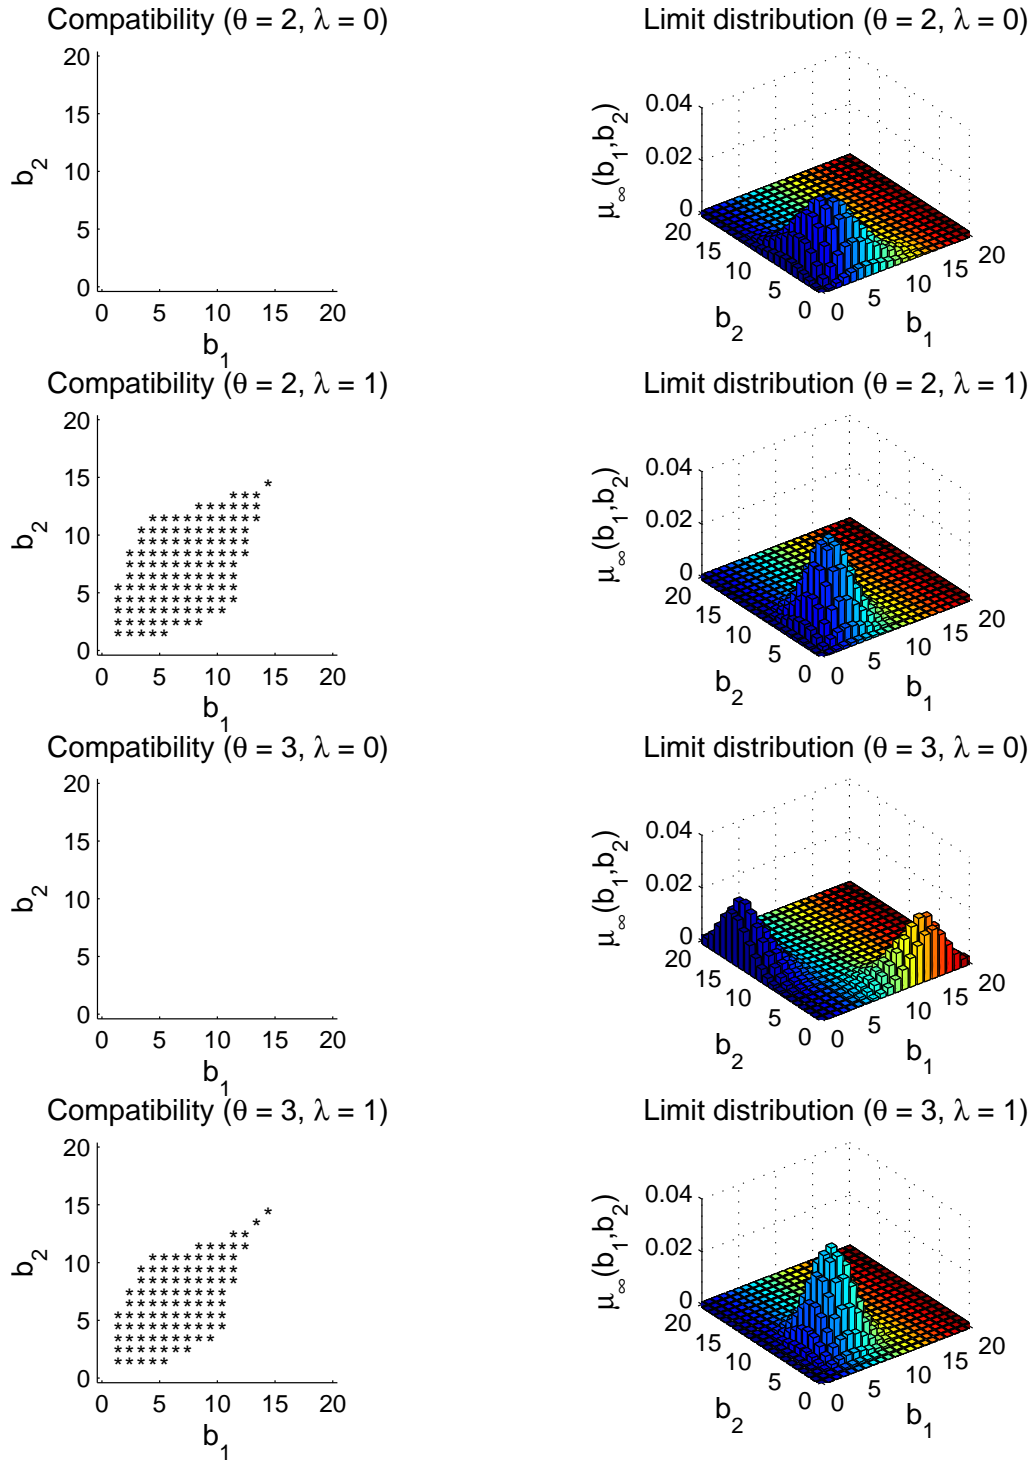 Compatibility (θ = 2, λ = 0)
20
15
10
5
0
b2
0 5 10 15 20
b1
Limit distribution (θ = 2, λ = 0)
0.04
0.02
0
μ∞(b1,b2)
20 15 10 5 0
b2
0 5 10 15 20
b1
Compatibility (θ = 2, λ = 1)
20
15
10
5
0
b2
0 5 10 15 20
b1
Limit distribution (θ = 2, λ = 1)
0.04
0.02
0
μ∞(b1,b2)
20 15 10 5 0
b2
0 5 10 15 20
b1
Compatibility (θ = 3, λ = 0)
20
15
10
5
0
b2
0 5 10 15 20
b1
Limit distribution (θ = 3, λ = 0)
0.04
0.02
0
μ∞(b1,b2)
20 15 10 5 0
b2
0 5 10 15 20
b1
Compatibility (θ = 3, λ = 1)
20
15
10
5
0
b2
0 5 10 15 20
b1
Limit distribution (θ = 3, λ = 1)
0.04
0.02
0
μ∞(b1,b2)
20 15 10 5 0
b2
0 5 10 15 20
b1